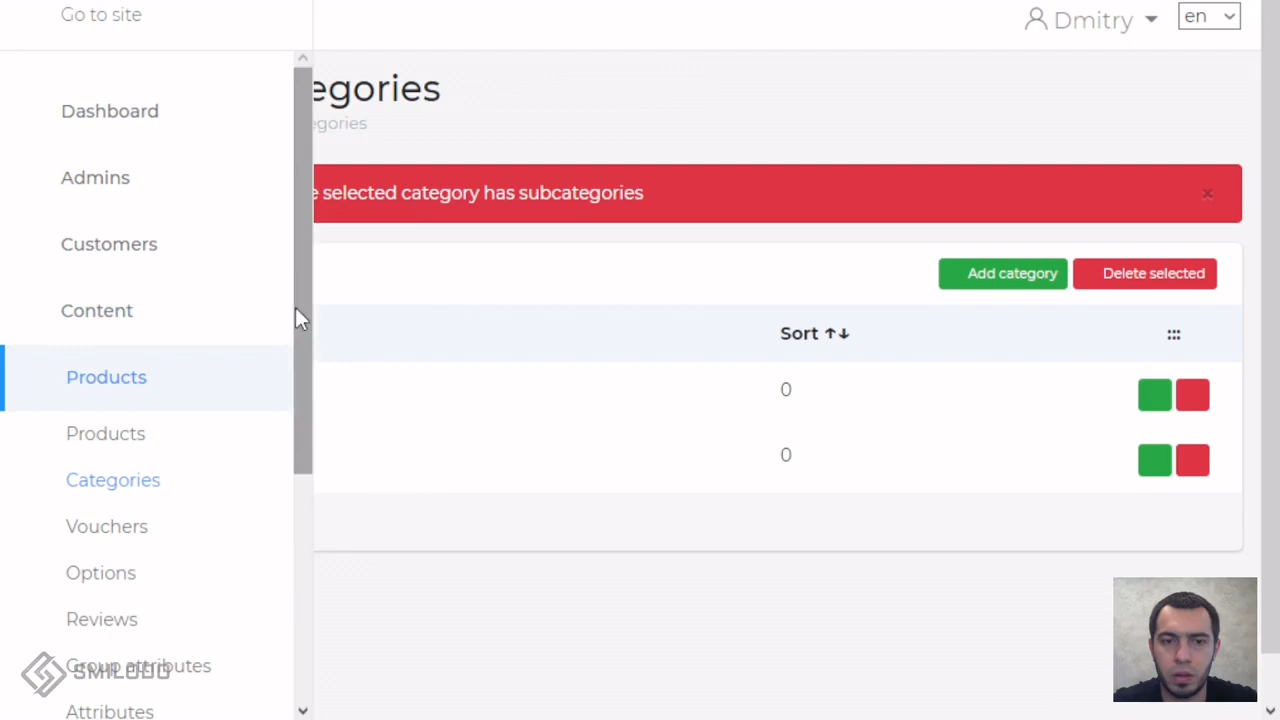 Go to site
Dmitry
en
Dashboard
Admins
Customers
Content
Products
Products
Categories
Vouchers
Options
Reviews
Group attributes
Attributes
SMILODO
egories
egories
selected category has subcategories
×
Add category
Delete selected
Sort ↑↓
0
0